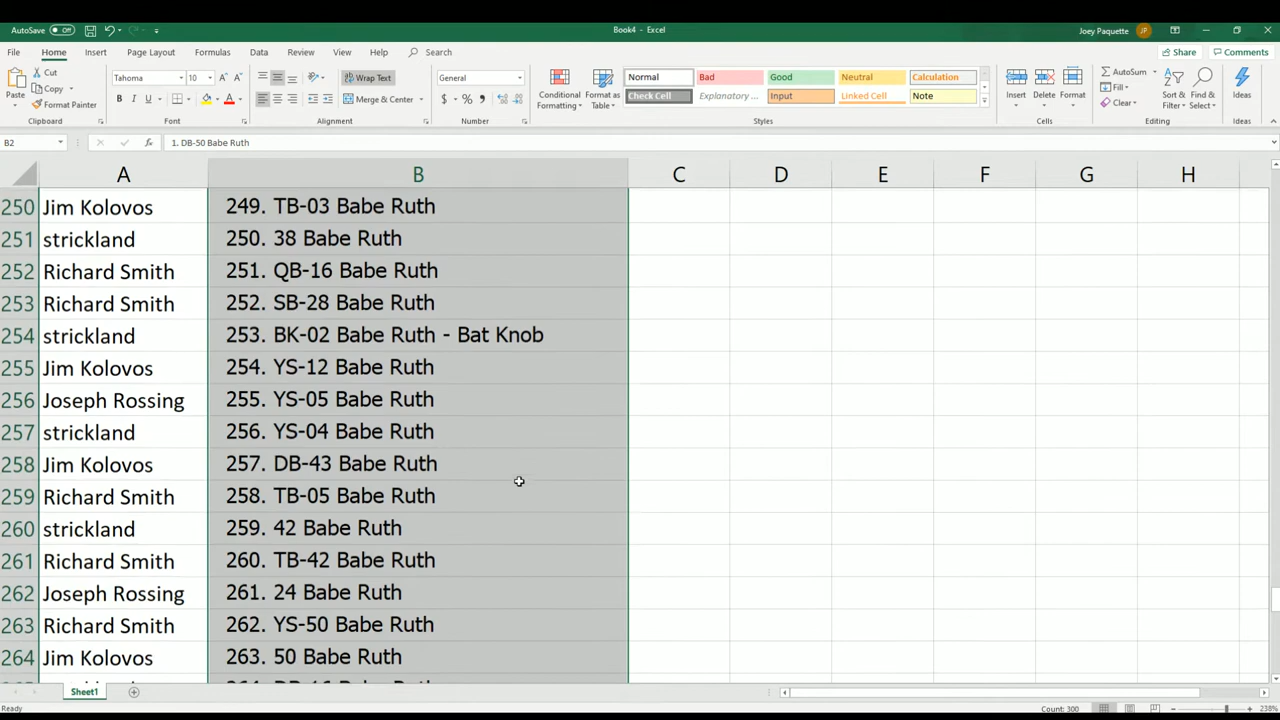 AutoSave Off
Book4 - Excel
Joey Paquette JP
File Home Insert Page Layout Formulas Data Review View Help Search
Share Comments
Paste Cut Copy Format Painter
Clipboard
Tahoma 10
B I U
Font
Wrap Text
Merge & Center
Alignment
General
$ % ,
Number
Conditional Formatting Format as Table
Normal Bad Good Neutral Calculation
Check Cell Explanatory ... Input Linked Cell Note
Styles
Insert Delete Format
Cells
AutoSum Fill Clear
Sort & Filter Find & Select
Editing
Ideas
Ideas
B2 fx 1. DB-50 Babe Ruth
A B C D E F G H
250 Jim Kolovos 249. TB-03 Babe Ruth
251 strickland 250. 38 Babe Ruth
252 Richard Smith 251. QB-16 Babe Ruth
253 Richard Smith 252. SB-28 Babe Ruth
254 strickland 253. BK-02 Babe Ruth - Bat Knob
255 Jim Kolovos 254. YS-12 Babe Ruth
256 Joseph Rossing 255. YS-05 Babe Ruth
257 strickland 256. YS-04 Babe Ruth
258 Jim Kolovos 257. DB-43 Babe Ruth
259 Richard Smith 258. TB-05 Babe Ruth
260 strickland 259. 42 Babe Ruth
261 Richard Smith 260. TB-42 Babe Ruth
262 Joseph Rossing 261. 24 Babe Ruth
263 Richard Smith 262. YS-50 Babe Ruth
264 Jim Kolovos 263. 50 Babe Ruth
Sheet1
Ready
Count: 300
238%